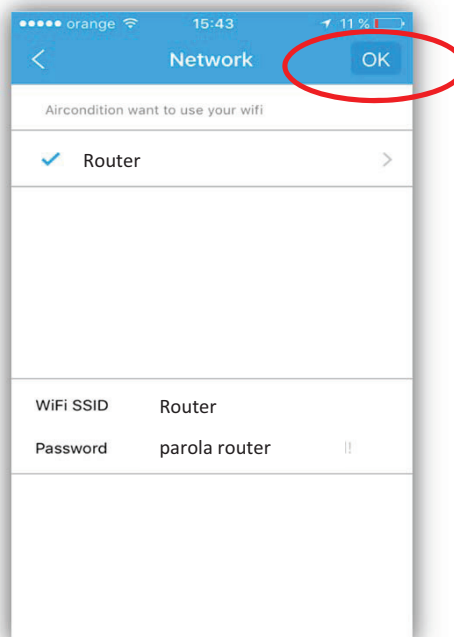 orange 15:43 11 %
Network OK
Aircondition want to use your wifi
Router
WiFi SSID Router
Password parola router